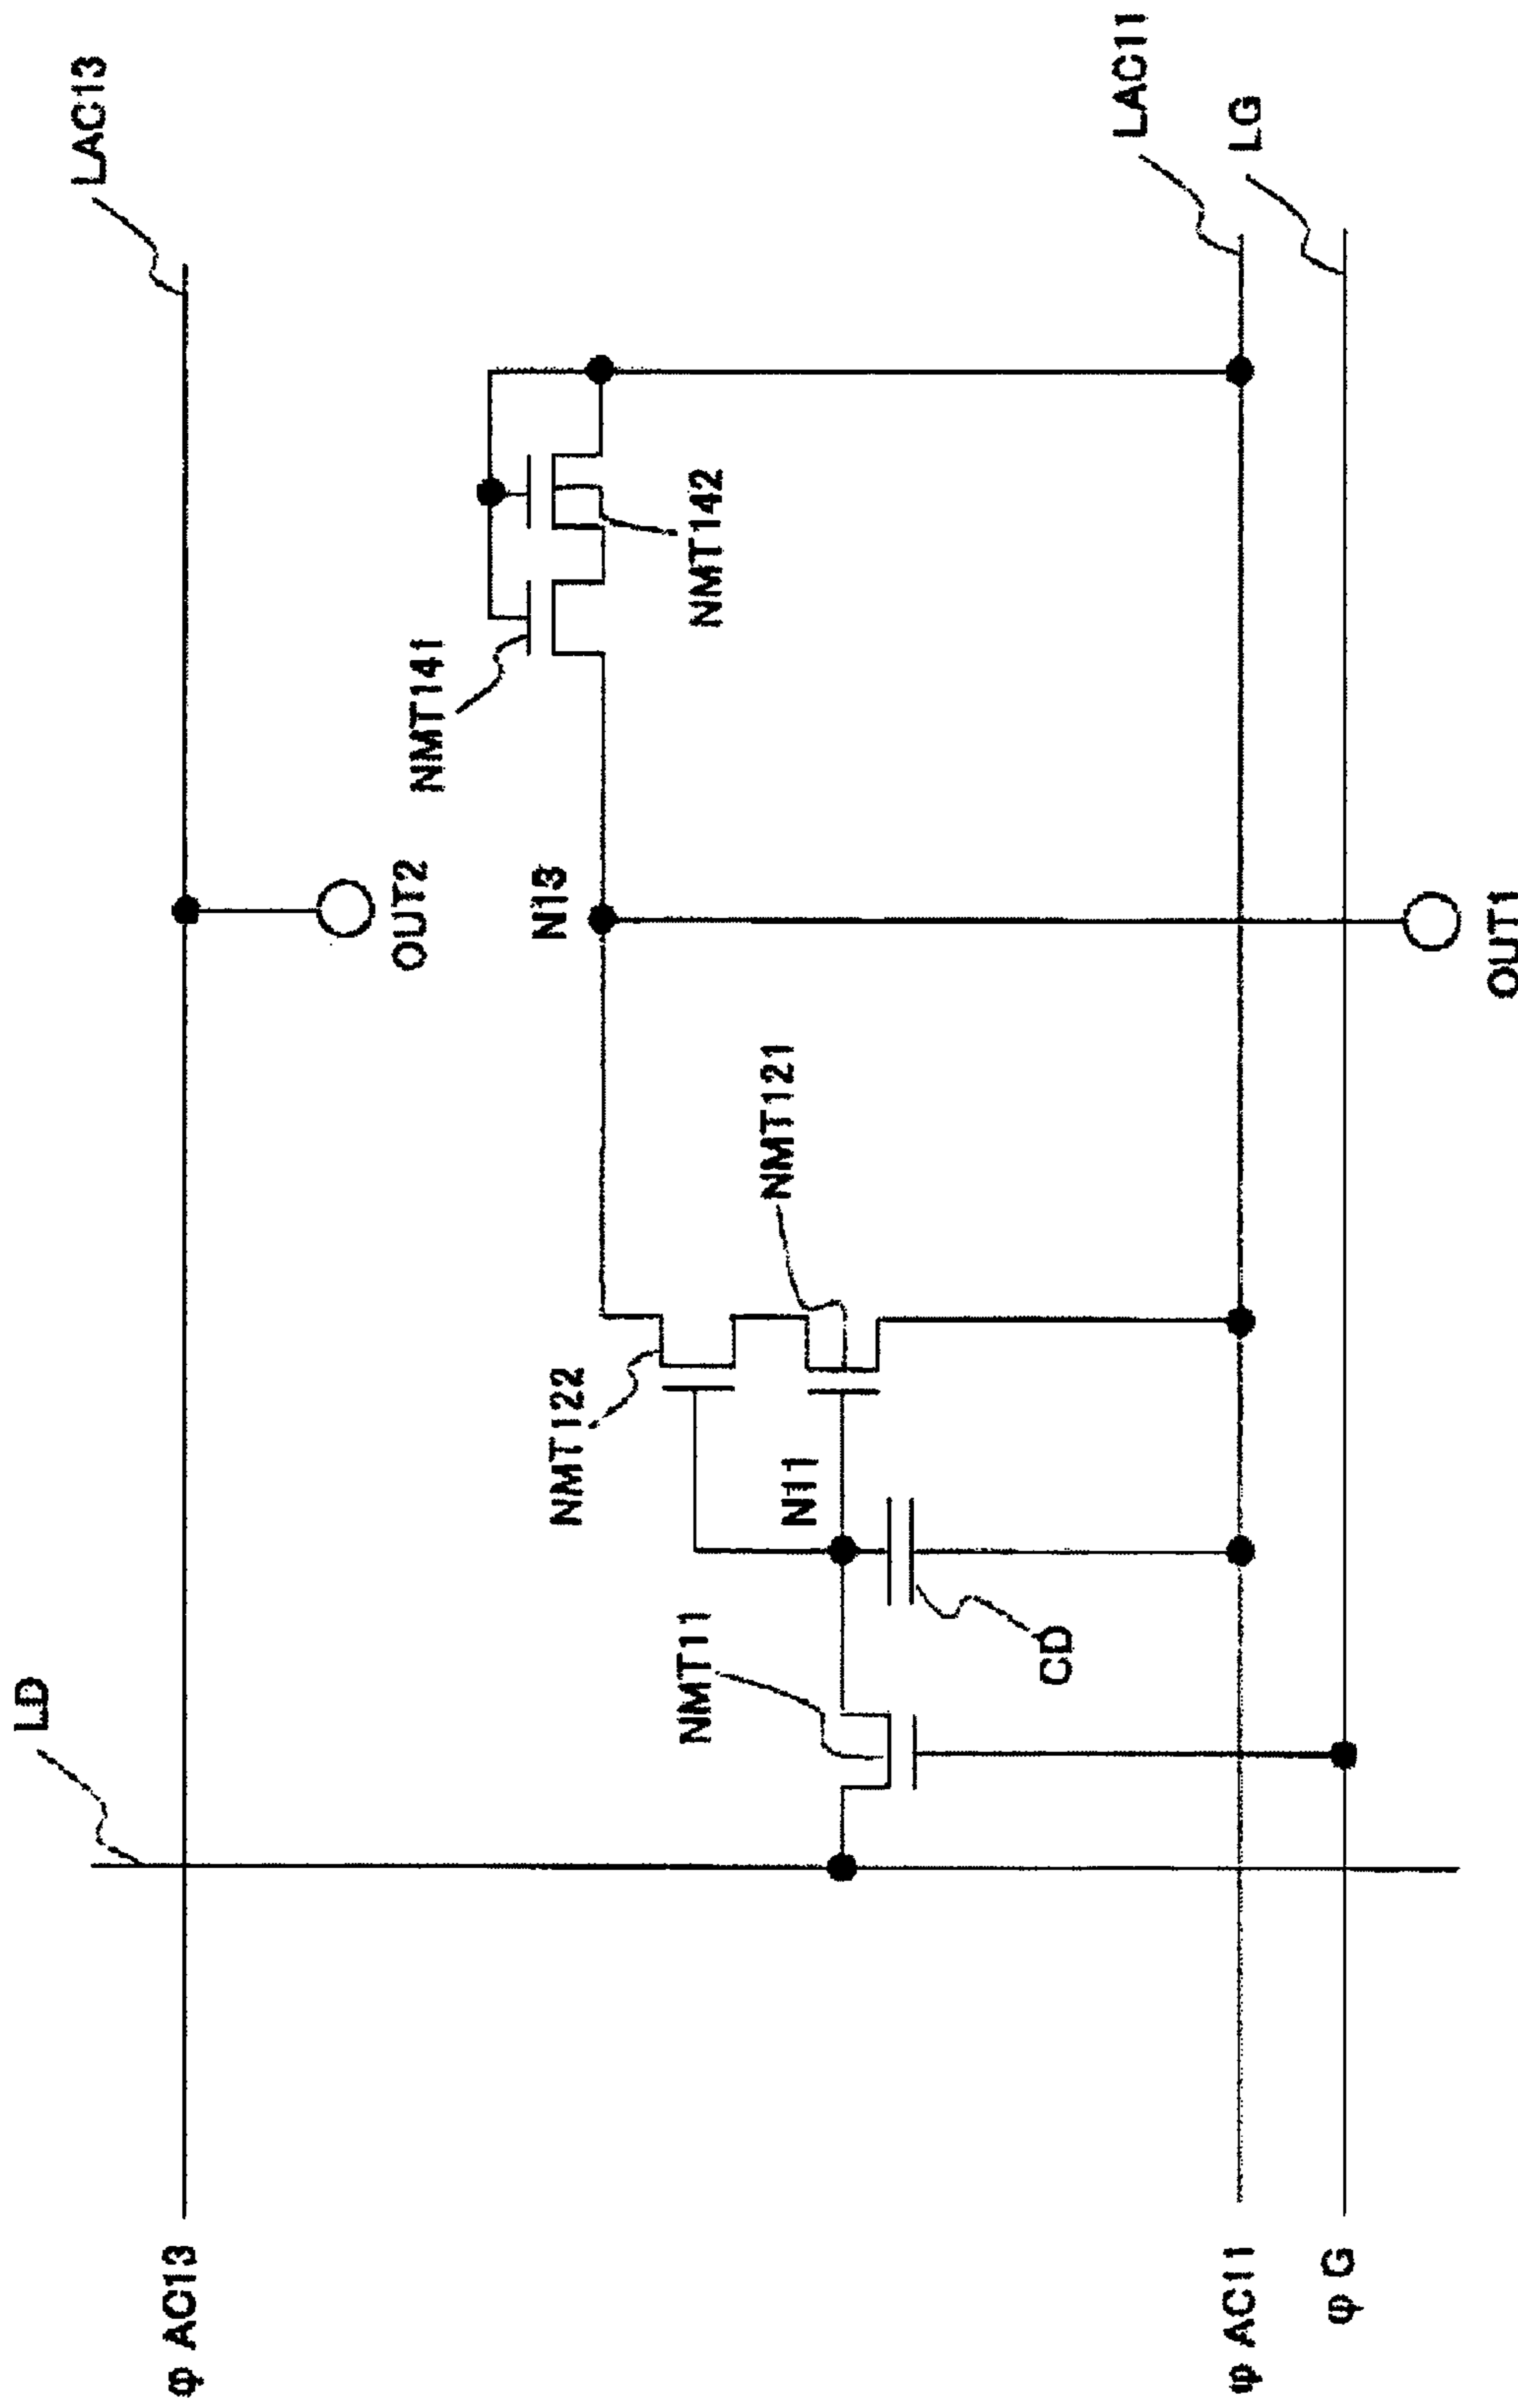 φ AC13
LAC13
OUT2
LD
NMT141
NMT142
N13
NMT122
NMT121
N11
NMT11
CD
φ AC11
LAC11
φ G
LG
OUT1